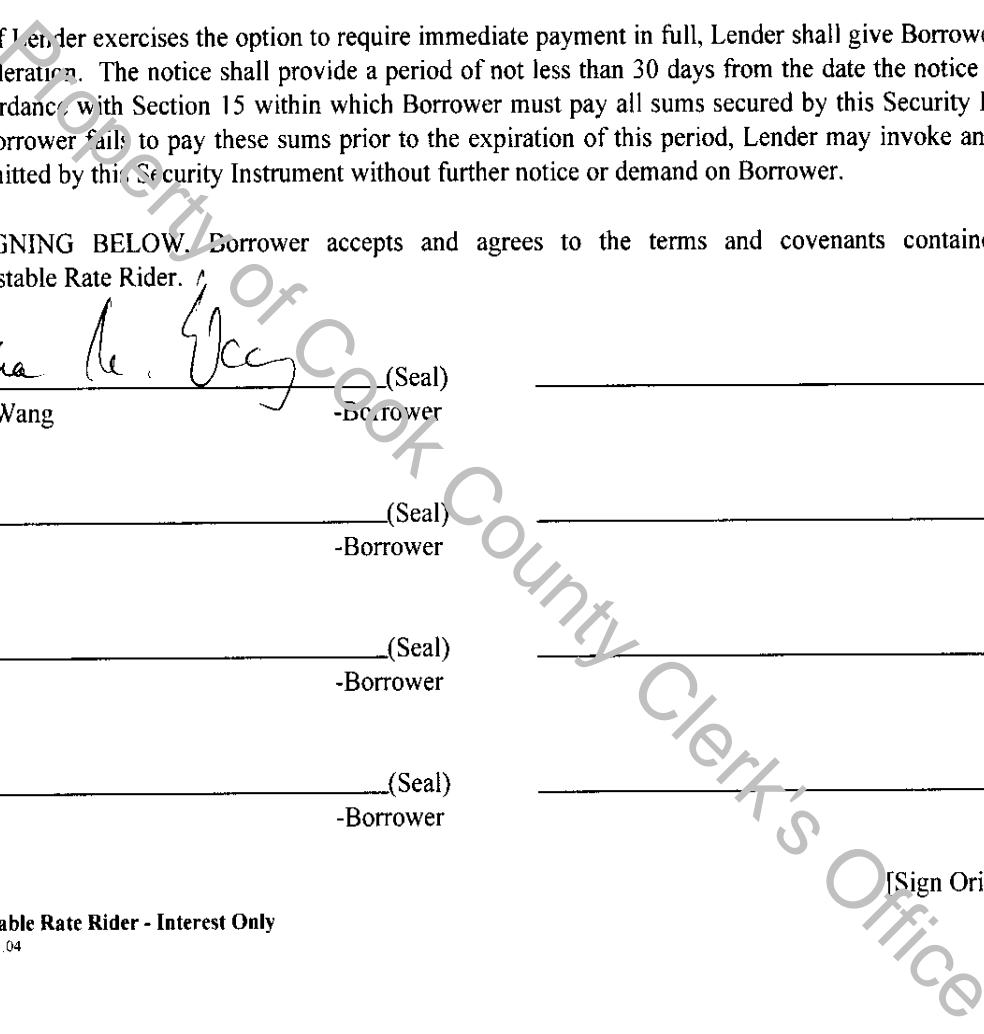 f Lender exercises the option to require immediate payment in full, Lender shall give Borrowe
leration. The notice shall provide a period of not less than 30 days from the date the notice
rdance with Section 15 within which Borrower must pay all sums secured by this Security I
orrower fails to pay these sums prior to the expiration of this period, Lender may invoke an
nitted by this Security Instrument without further notice or demand on Borrower.
GNING BELOW. Borrower accepts and agrees to the terms and covenants containe
stable Rate Rider.
(Seal)
Wang -Borrower
(Seal)
-Borrower
(Seal)
-Borrower
(Seal)
-Borrower
[Sign Ori
able Rate Rider - Interest Only
.04
Property of Cook County Clerk's Office